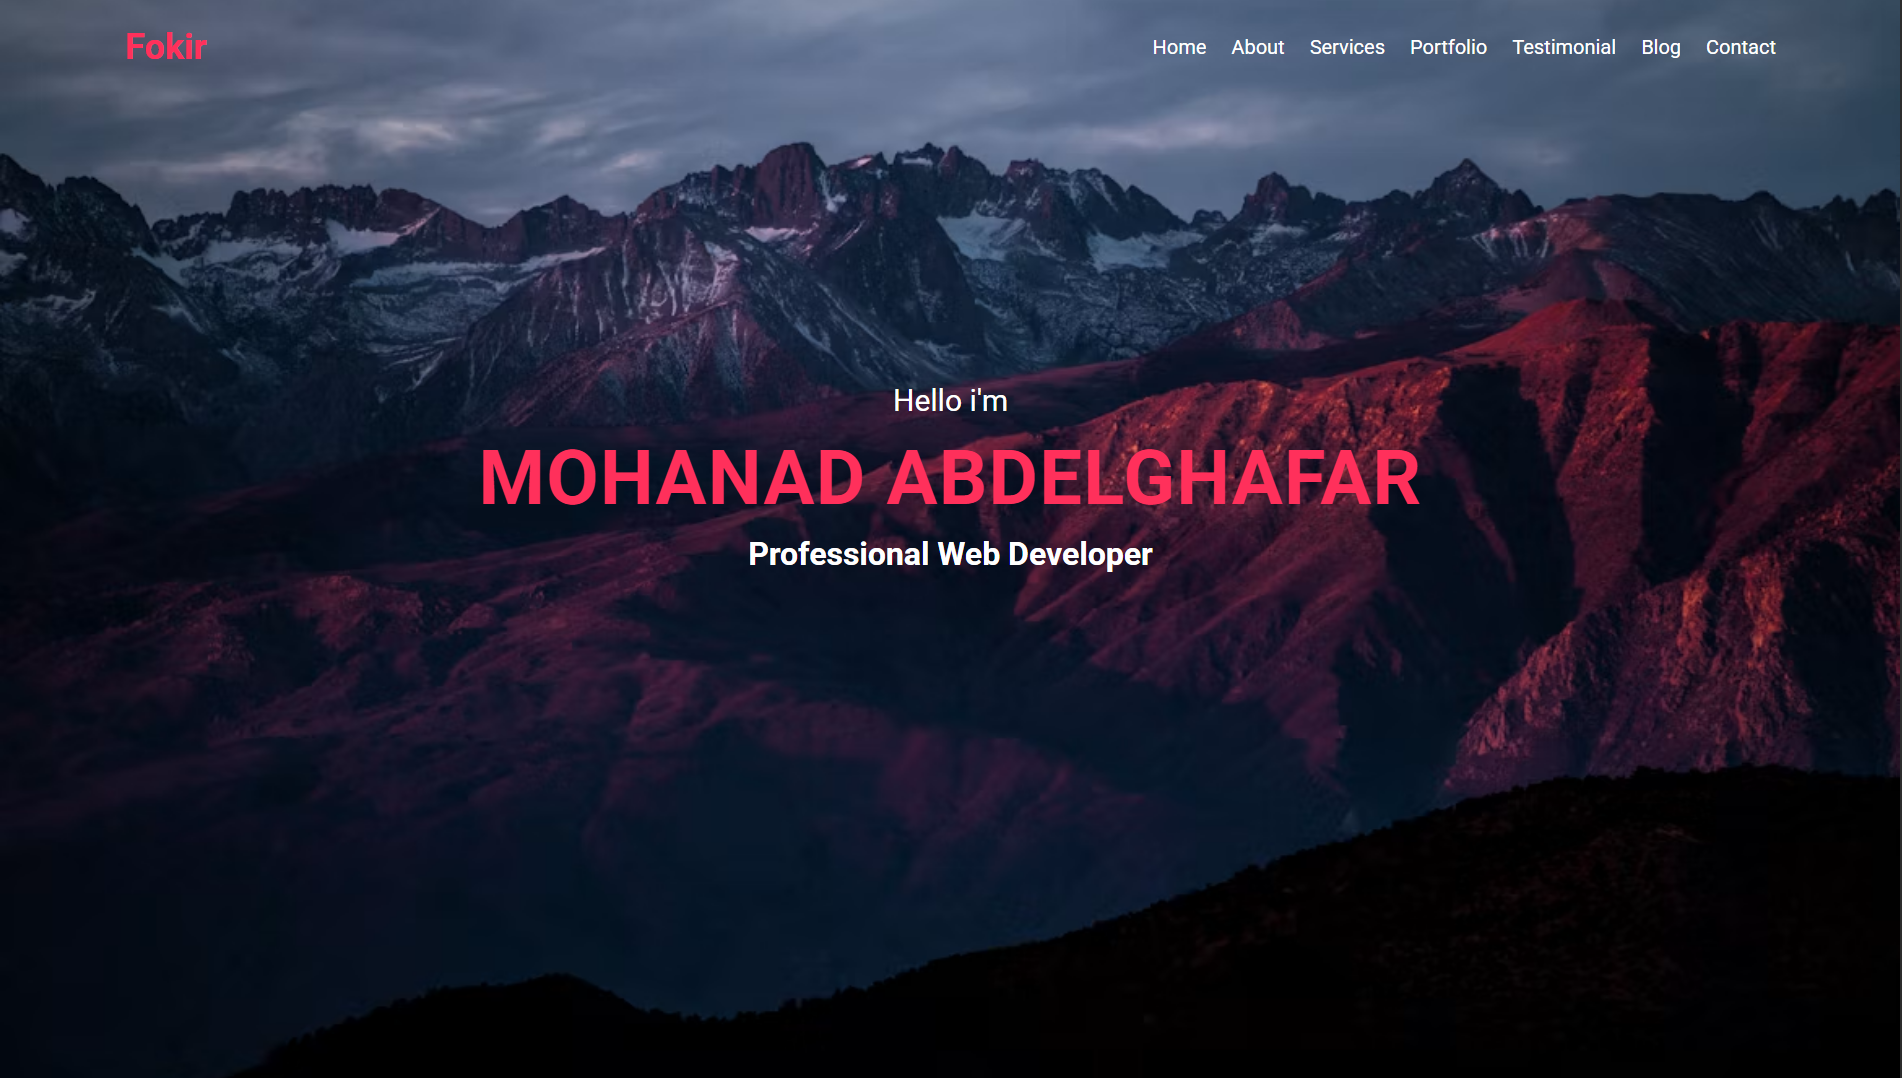 Fokir
Home About Services Portfolio Testimonial Blog Contact
Hello i'm
MOHANAD ABDELGHAFAR
Professional Web Developer